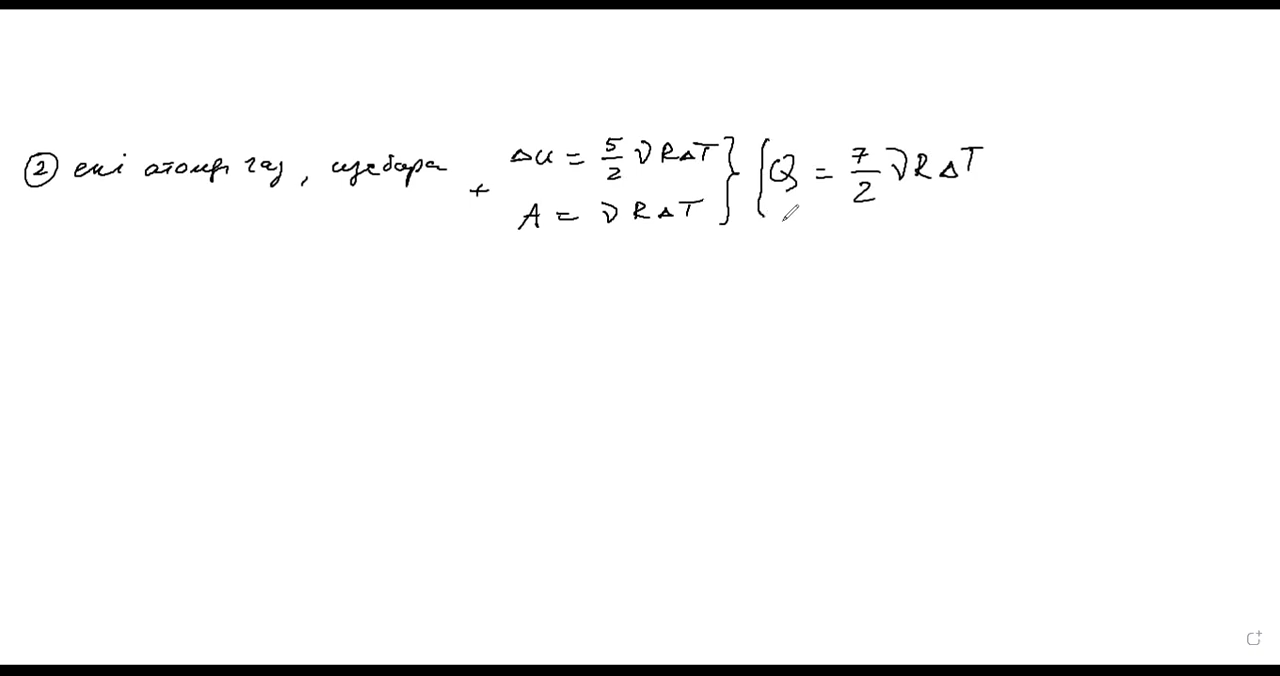 ② екі атомды газ, изобара + ΔU = 5/2 νRΔT } { Q = 7/2 νRΔT
A = νRΔT